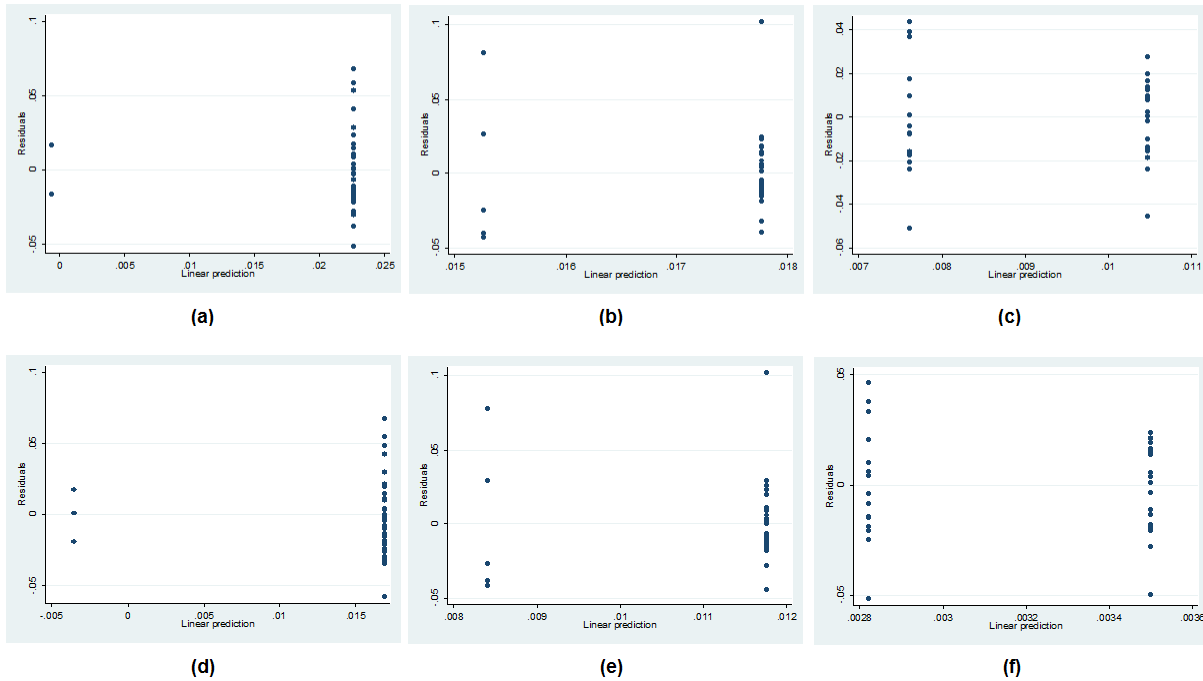 .1
.05
0
-.05
Residuals
0 .005 .01 .015 .02 .025
Linear prediction
(a)
.1
.05
0
-.05
Residuals
.015 .016 .017 .018
Linear prediction
(b)
.04
.02
0
-.02
-.04
-.06
Residuals
.007 .008 .009 .01 .011
Linear prediction
(c)
.1
.05
0
-.05
Residuals
-.005 0 .005 .01 .015
Linear prediction
(d)
.1
.05
0
-.05
Residuals
.008 .009 .01 .011 .012
Linear prediction
(e)
.05
0
-.05
Residuals
.0028 .003 .0032 .0034 .0036
Linear prediction
(f)